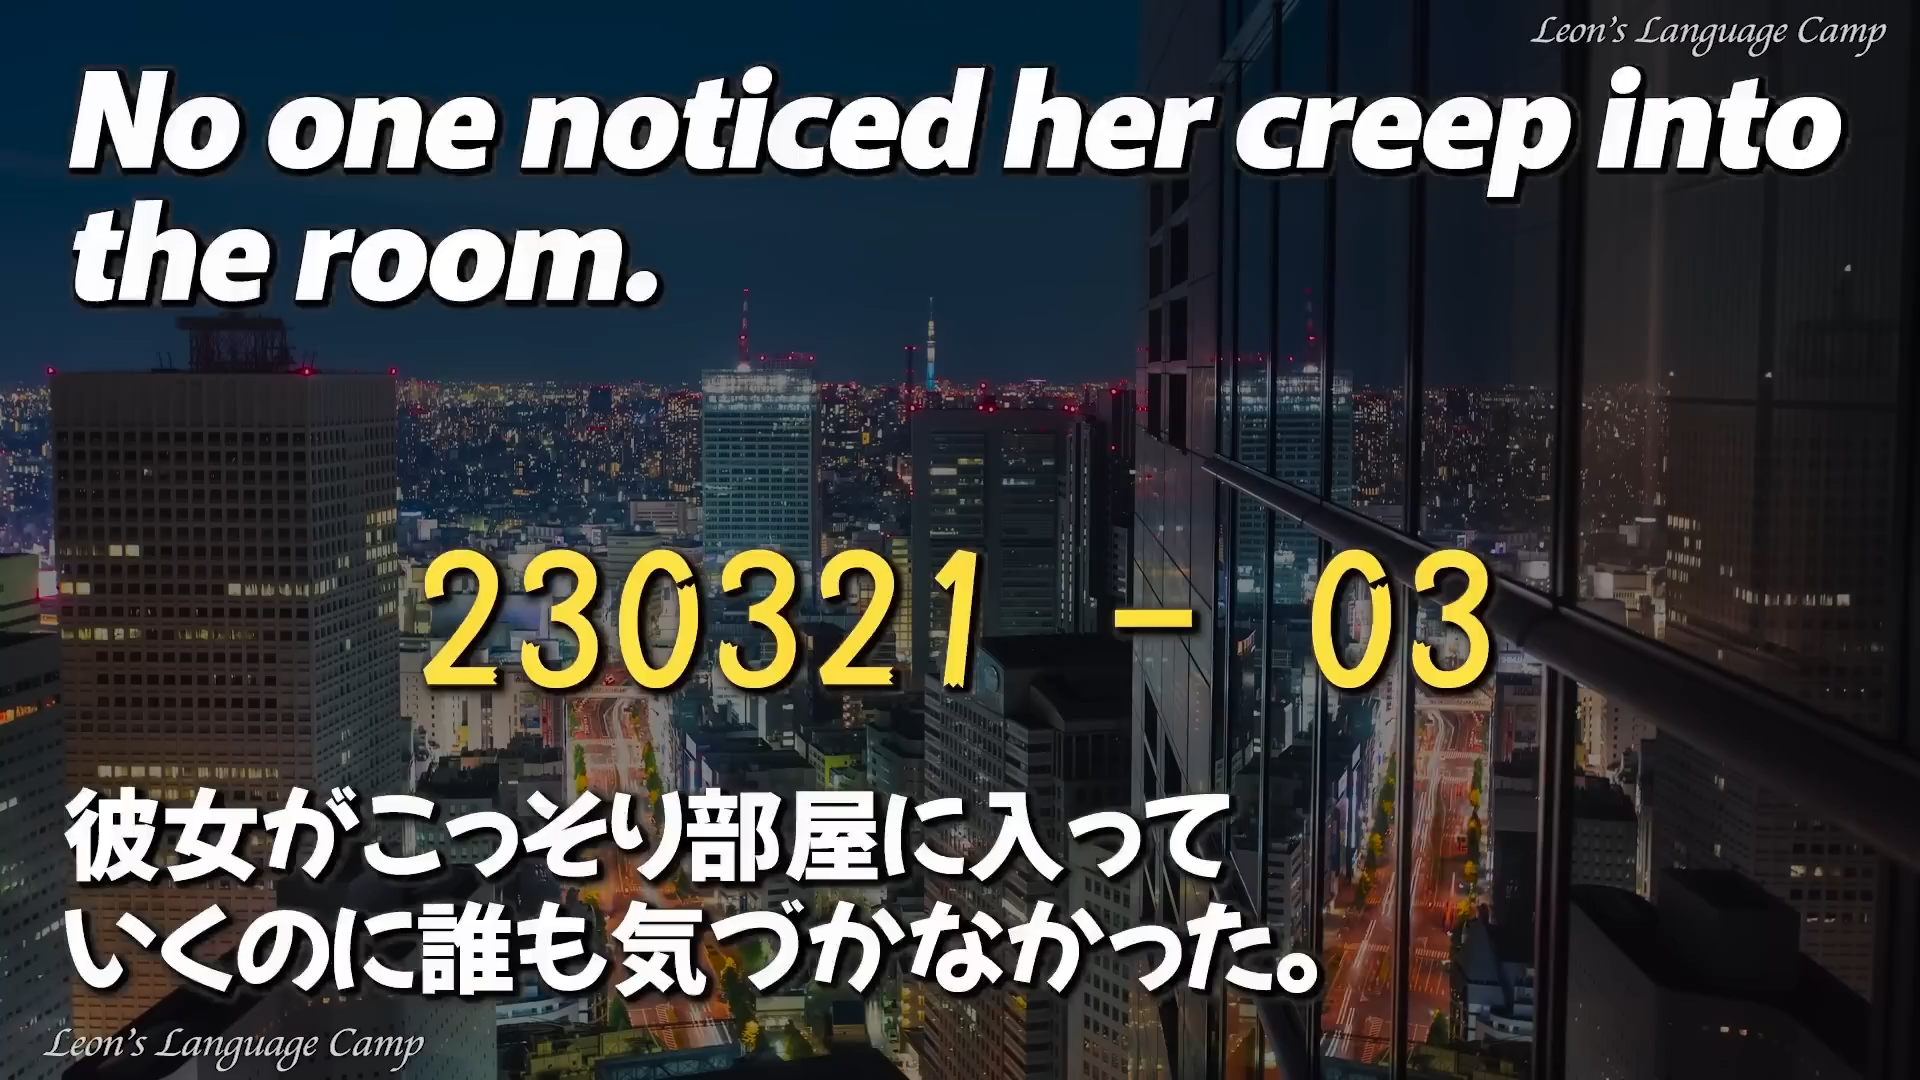 Leon's Language Camp
No one noticed her creep into
the room.
230321 - 03
彼女がこっそり部屋に入って
いくのに誰も気づかなかった。
Leon's Language Camp